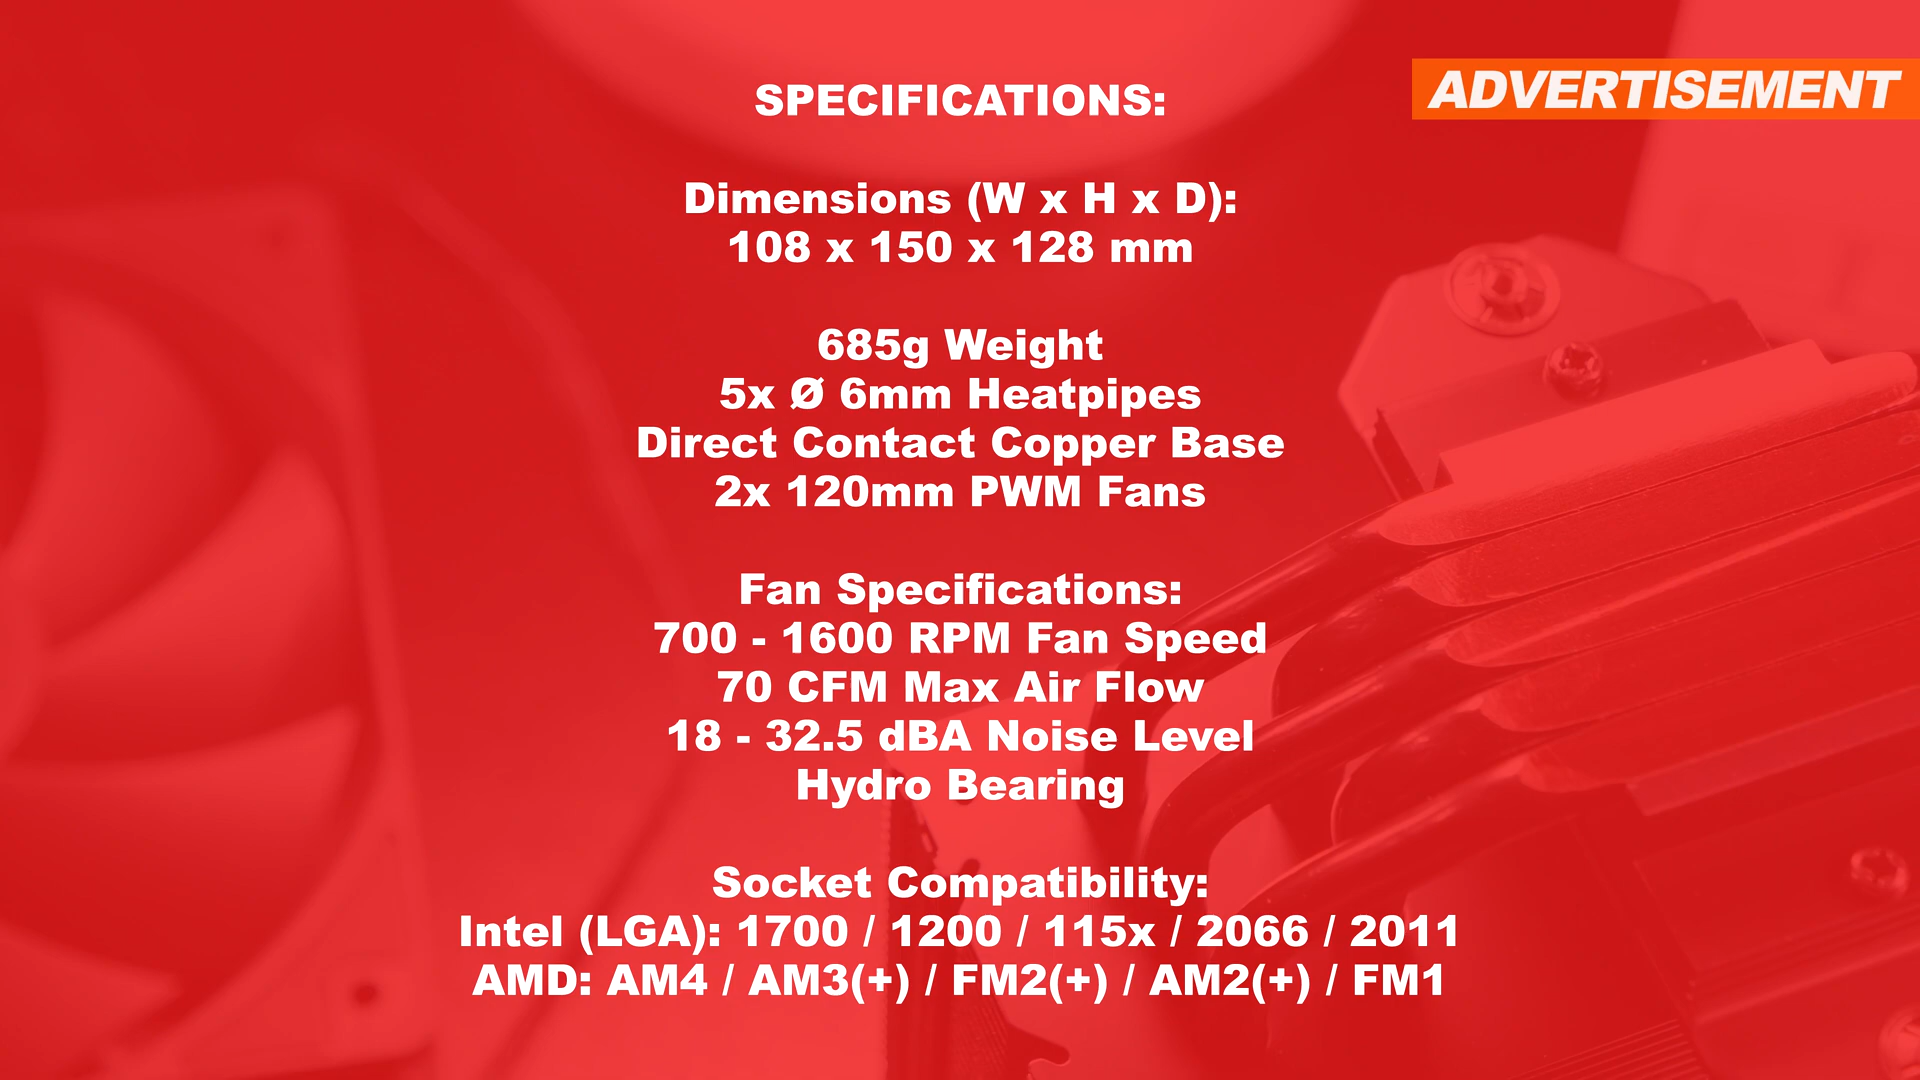 ADVERTISEMENT
SPECIFICATIONS:
Dimensions (W x H x D):
108 x 150 x 128 mm
685g Weight
5x Ø 6mm Heatpipes
Direct Contact Copper Base
2x 120mm PWM Fans
Fan Specifications:
700 - 1600 RPM Fan Speed
70 CFM Max Air Flow
18 - 32.5 dBA Noise Level
Hydro Bearing
Socket Compatibility:
Intel (LGA): 1700 / 1200 / 115x / 2066 / 2011
AMD: AM4 / AM3(+) / FM2(+) / AM2(+) / FM1